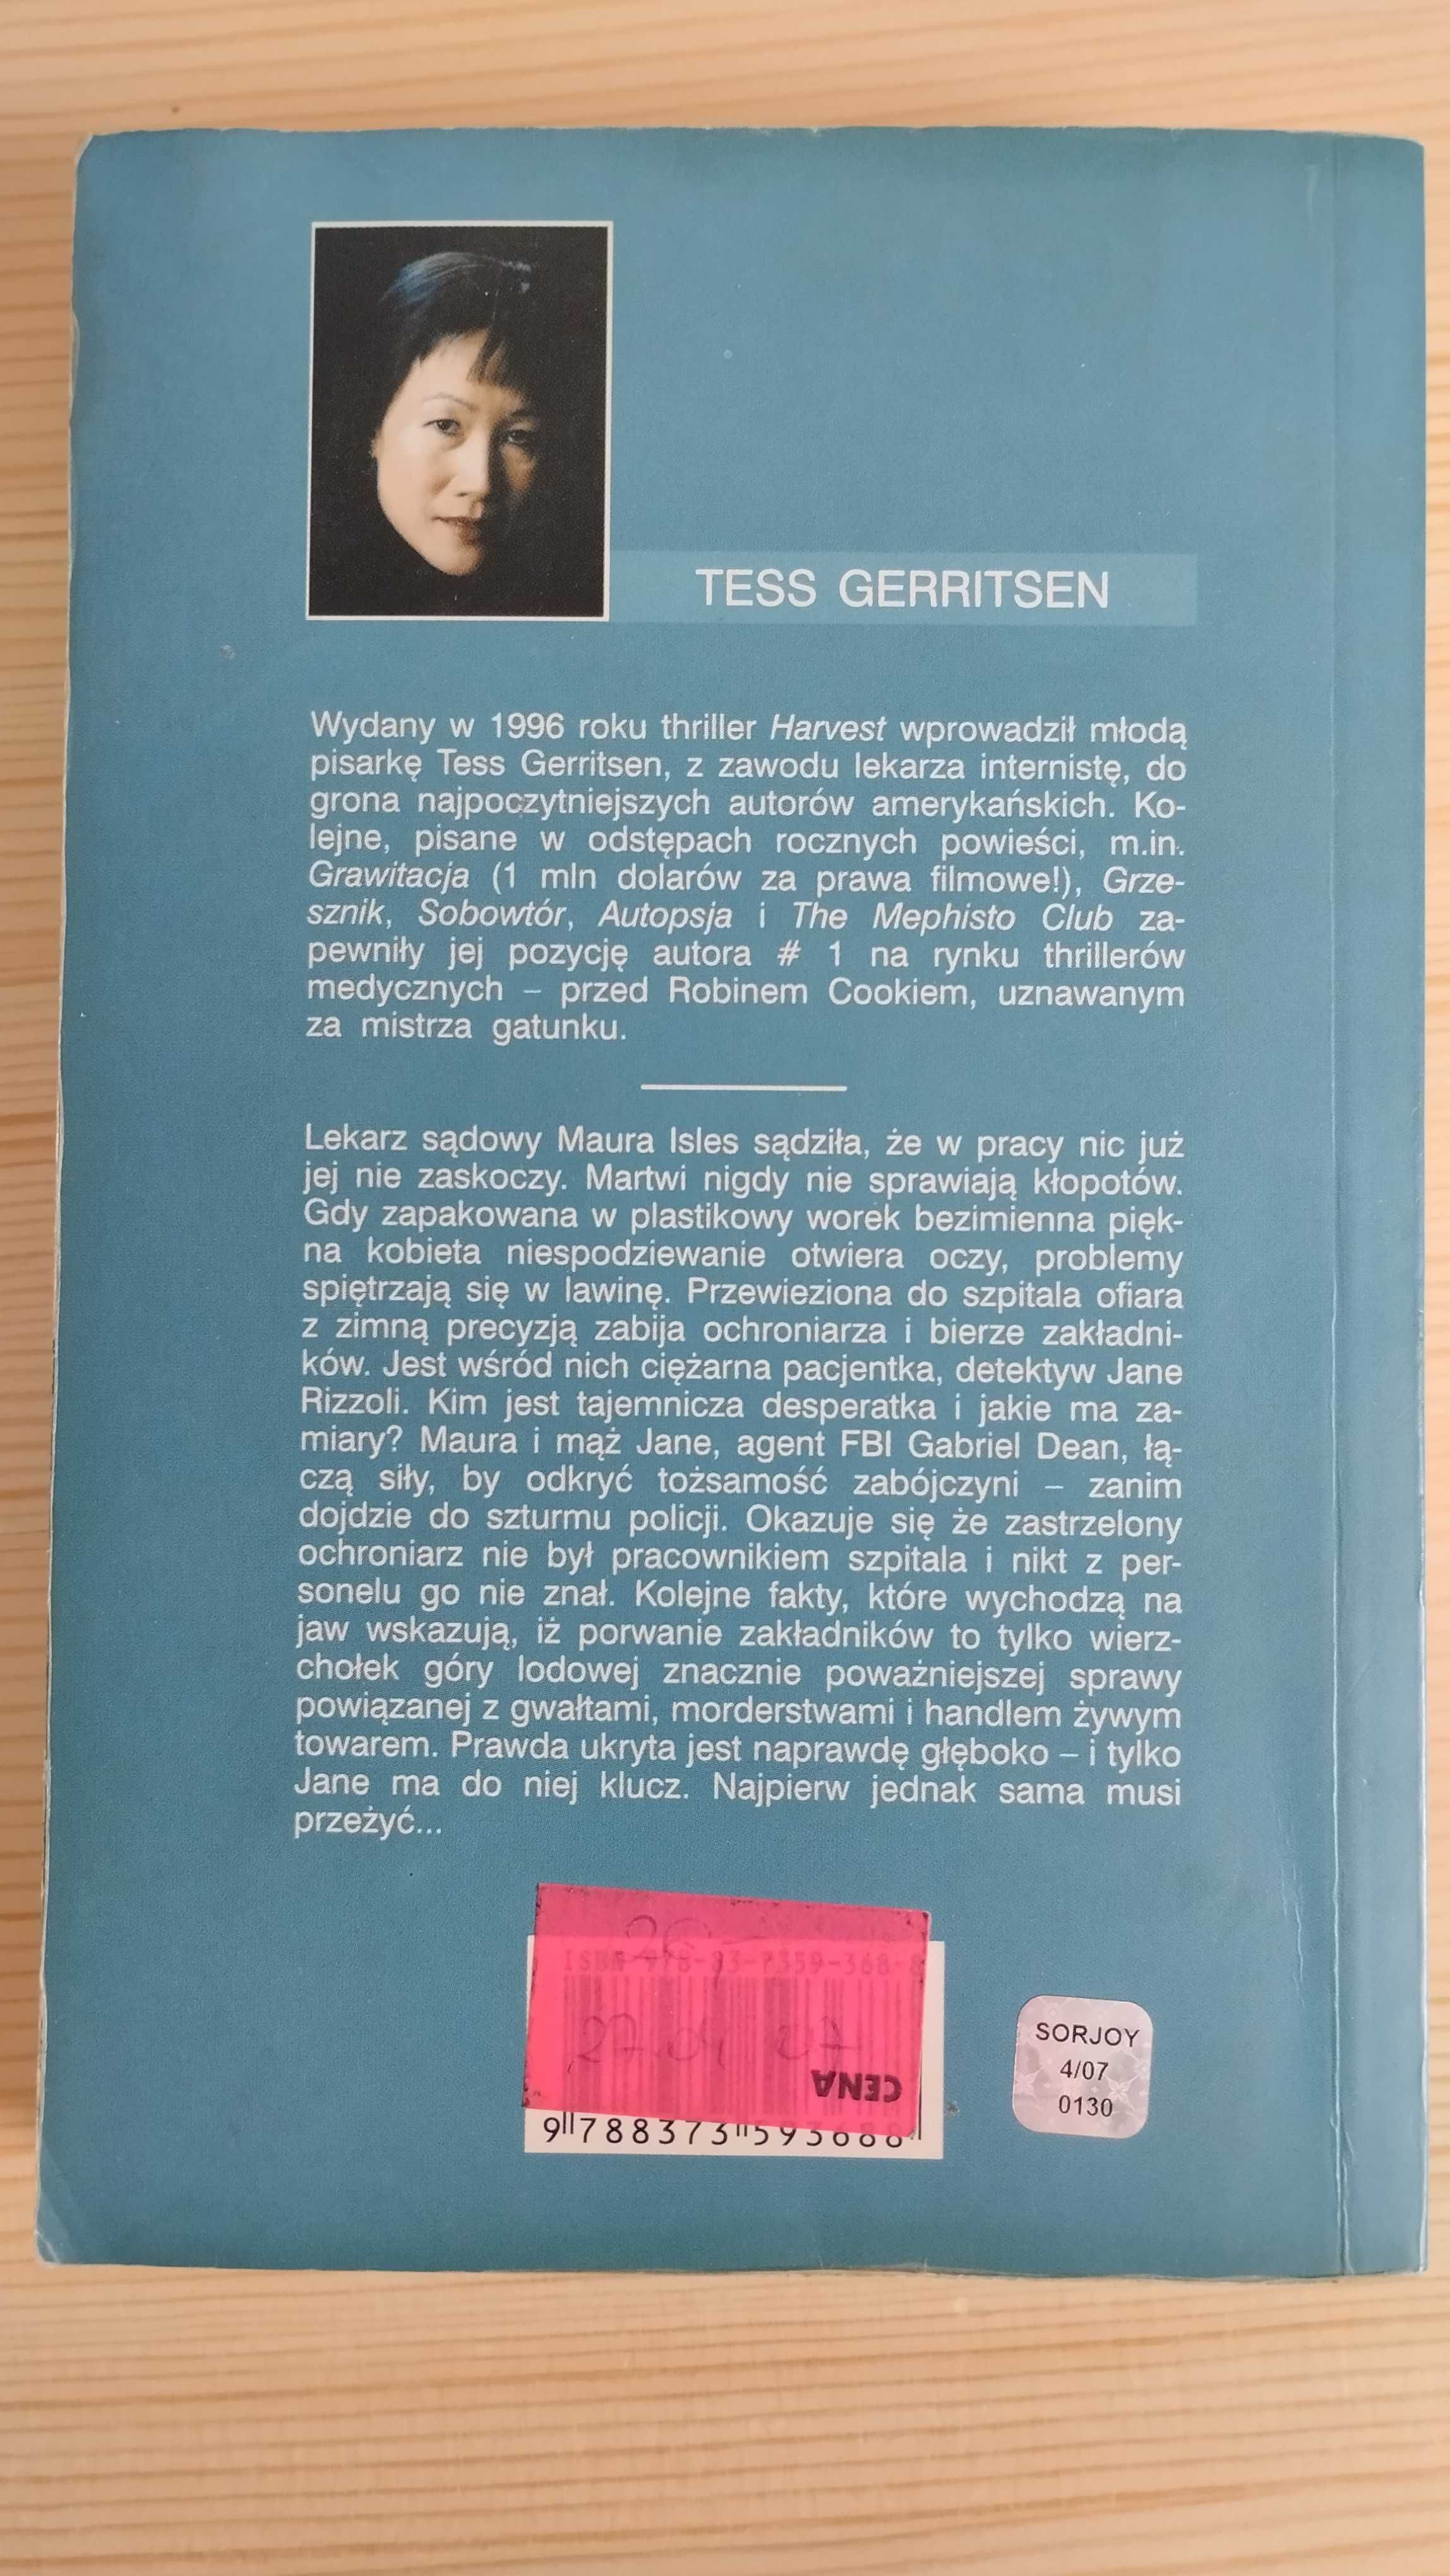 TESS GERRITSEN
Wydany w 1996 roku thriller Harvest wprowadził młodą
pisarkę Tess Gerritsen, z zawodu lekarza internistę, do
grona najpoczytniejszych autorów amerykańskich. Ko-
lejne, pisane w odstępach rocznych powieści, m.in.
Grawitacja (1 mln dolarów za prawa filmowe!), Grze-
sznik, Sobowtór, Autopsja i The Mephisto Club za-
pewniły jej pozycję autora # 1 na rynku thrillerów
medycznych – przed Robinem Cookiem, uznawanym
za mistrza gatunku.
Lekarz sądowy Maura Isles sądziła, że w pracy nic już
jej nie zaskoczy. Martwi nigdy nie sprawiają kłopotów.
Gdy zapakowana w plastikowy worek bezimienna pięk-
na kobieta niespodziewanie otwiera oczy, problemy
spiętrzają się w lawinę. Przewieziona do szpitala ofiara
z zimną precyzją zabija ochroniarza i bierze zakładni-
ków. Jest wśród nich ciężarna pacjentka, detektyw Jane
Rizzoli. Kim jest tajemnicza desperatka i jakie ma za-
miary? Maura i mąż Jane, agent FBI Gabriel Dean, łą-
czą siły, by odkryć tożsamość zabójczyni – zanim
dojdzie do szturmu policji. Okazuje się że zastrzelony
ochroniarz nie był pracownikiem szpitala i nikt z per-
sonelu go nie znał. Kolejne fakty, które wychodzą na
jaw wskazują, iż porwanie zakładników to tylko wierz-
chołek góry lodowej znacznie poważniejszej sprawy
powiązanej z gwałtami, morderstwami i handlem żywym
towarem. Prawda ukryta jest naprawdę głęboko – i tylko
Jane ma do niej klucz. Najpierw jednak sama musi
przeżyć...
27.04 07
CENA
9 788373 593688
SORJOY
4/07
0130